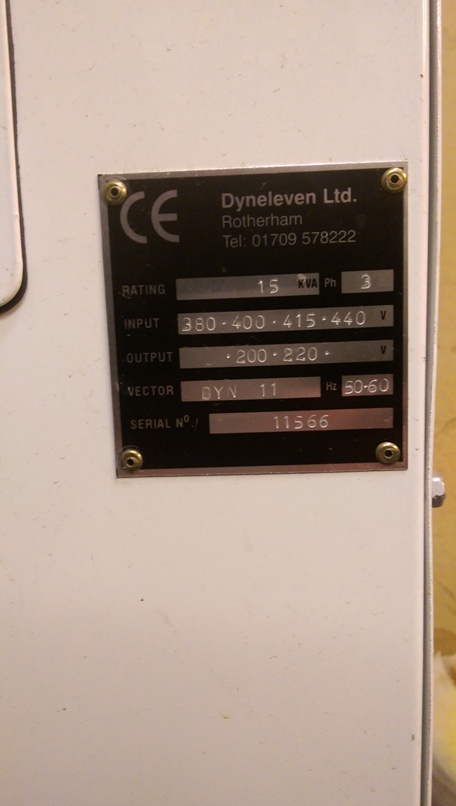 CE
Dyneleven Ltd.
Rotherham
Tel: 01709 578222
RATING 15 KVA Ph 3
INPUT 380·400·415·440 V
OUTPUT ·200·220· V
VECTOR DYN 11 Hz 50-60
SERIAL Nº/ 11566